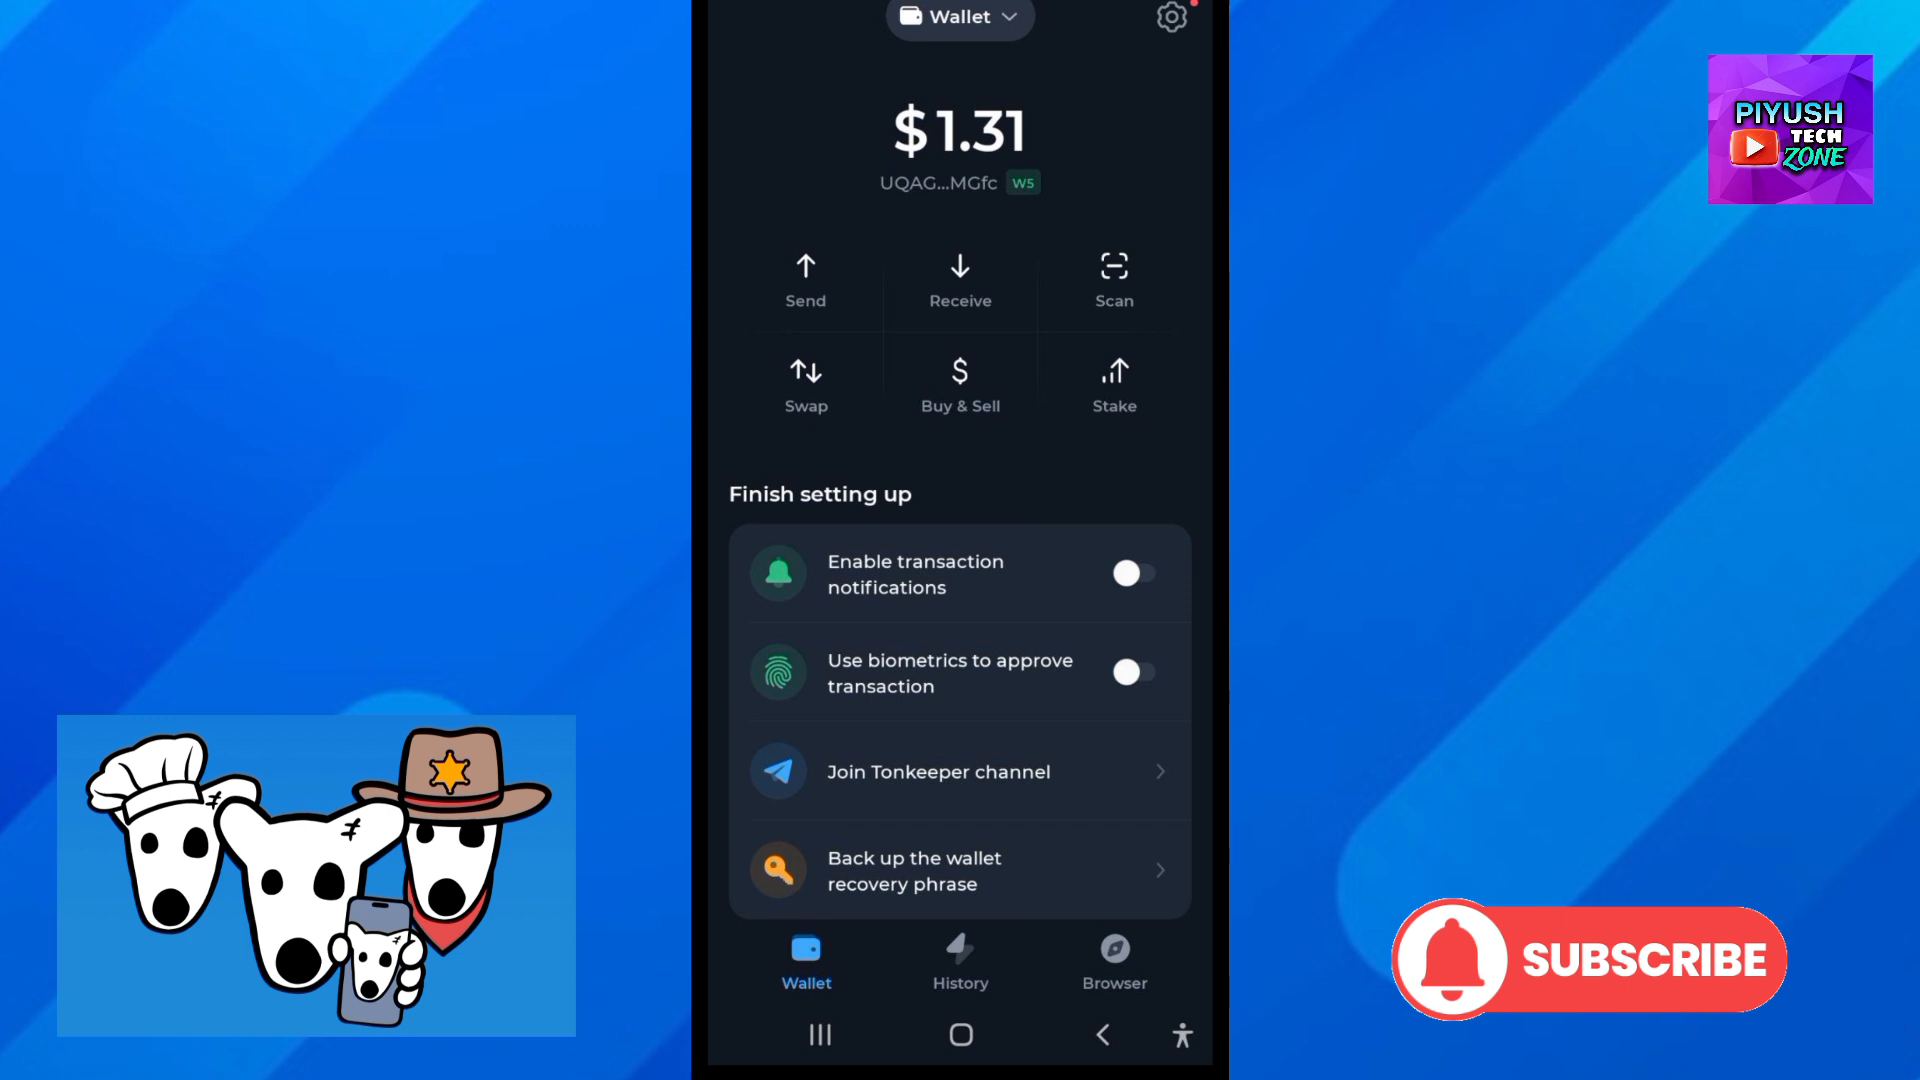 Wallet
$1.31
UQAG...MGfc W5
Send
Receive
Scan
Swap
Buy & Sell
Stake
Finish setting up
Enable transaction
notifications
Use biometrics to approve
transaction
Join Tonkeeper channel
Back up the wallet
recovery phrase
Wallet
History
Browser
PIYUSH
TECH
ZONE
SUBSCRIBE